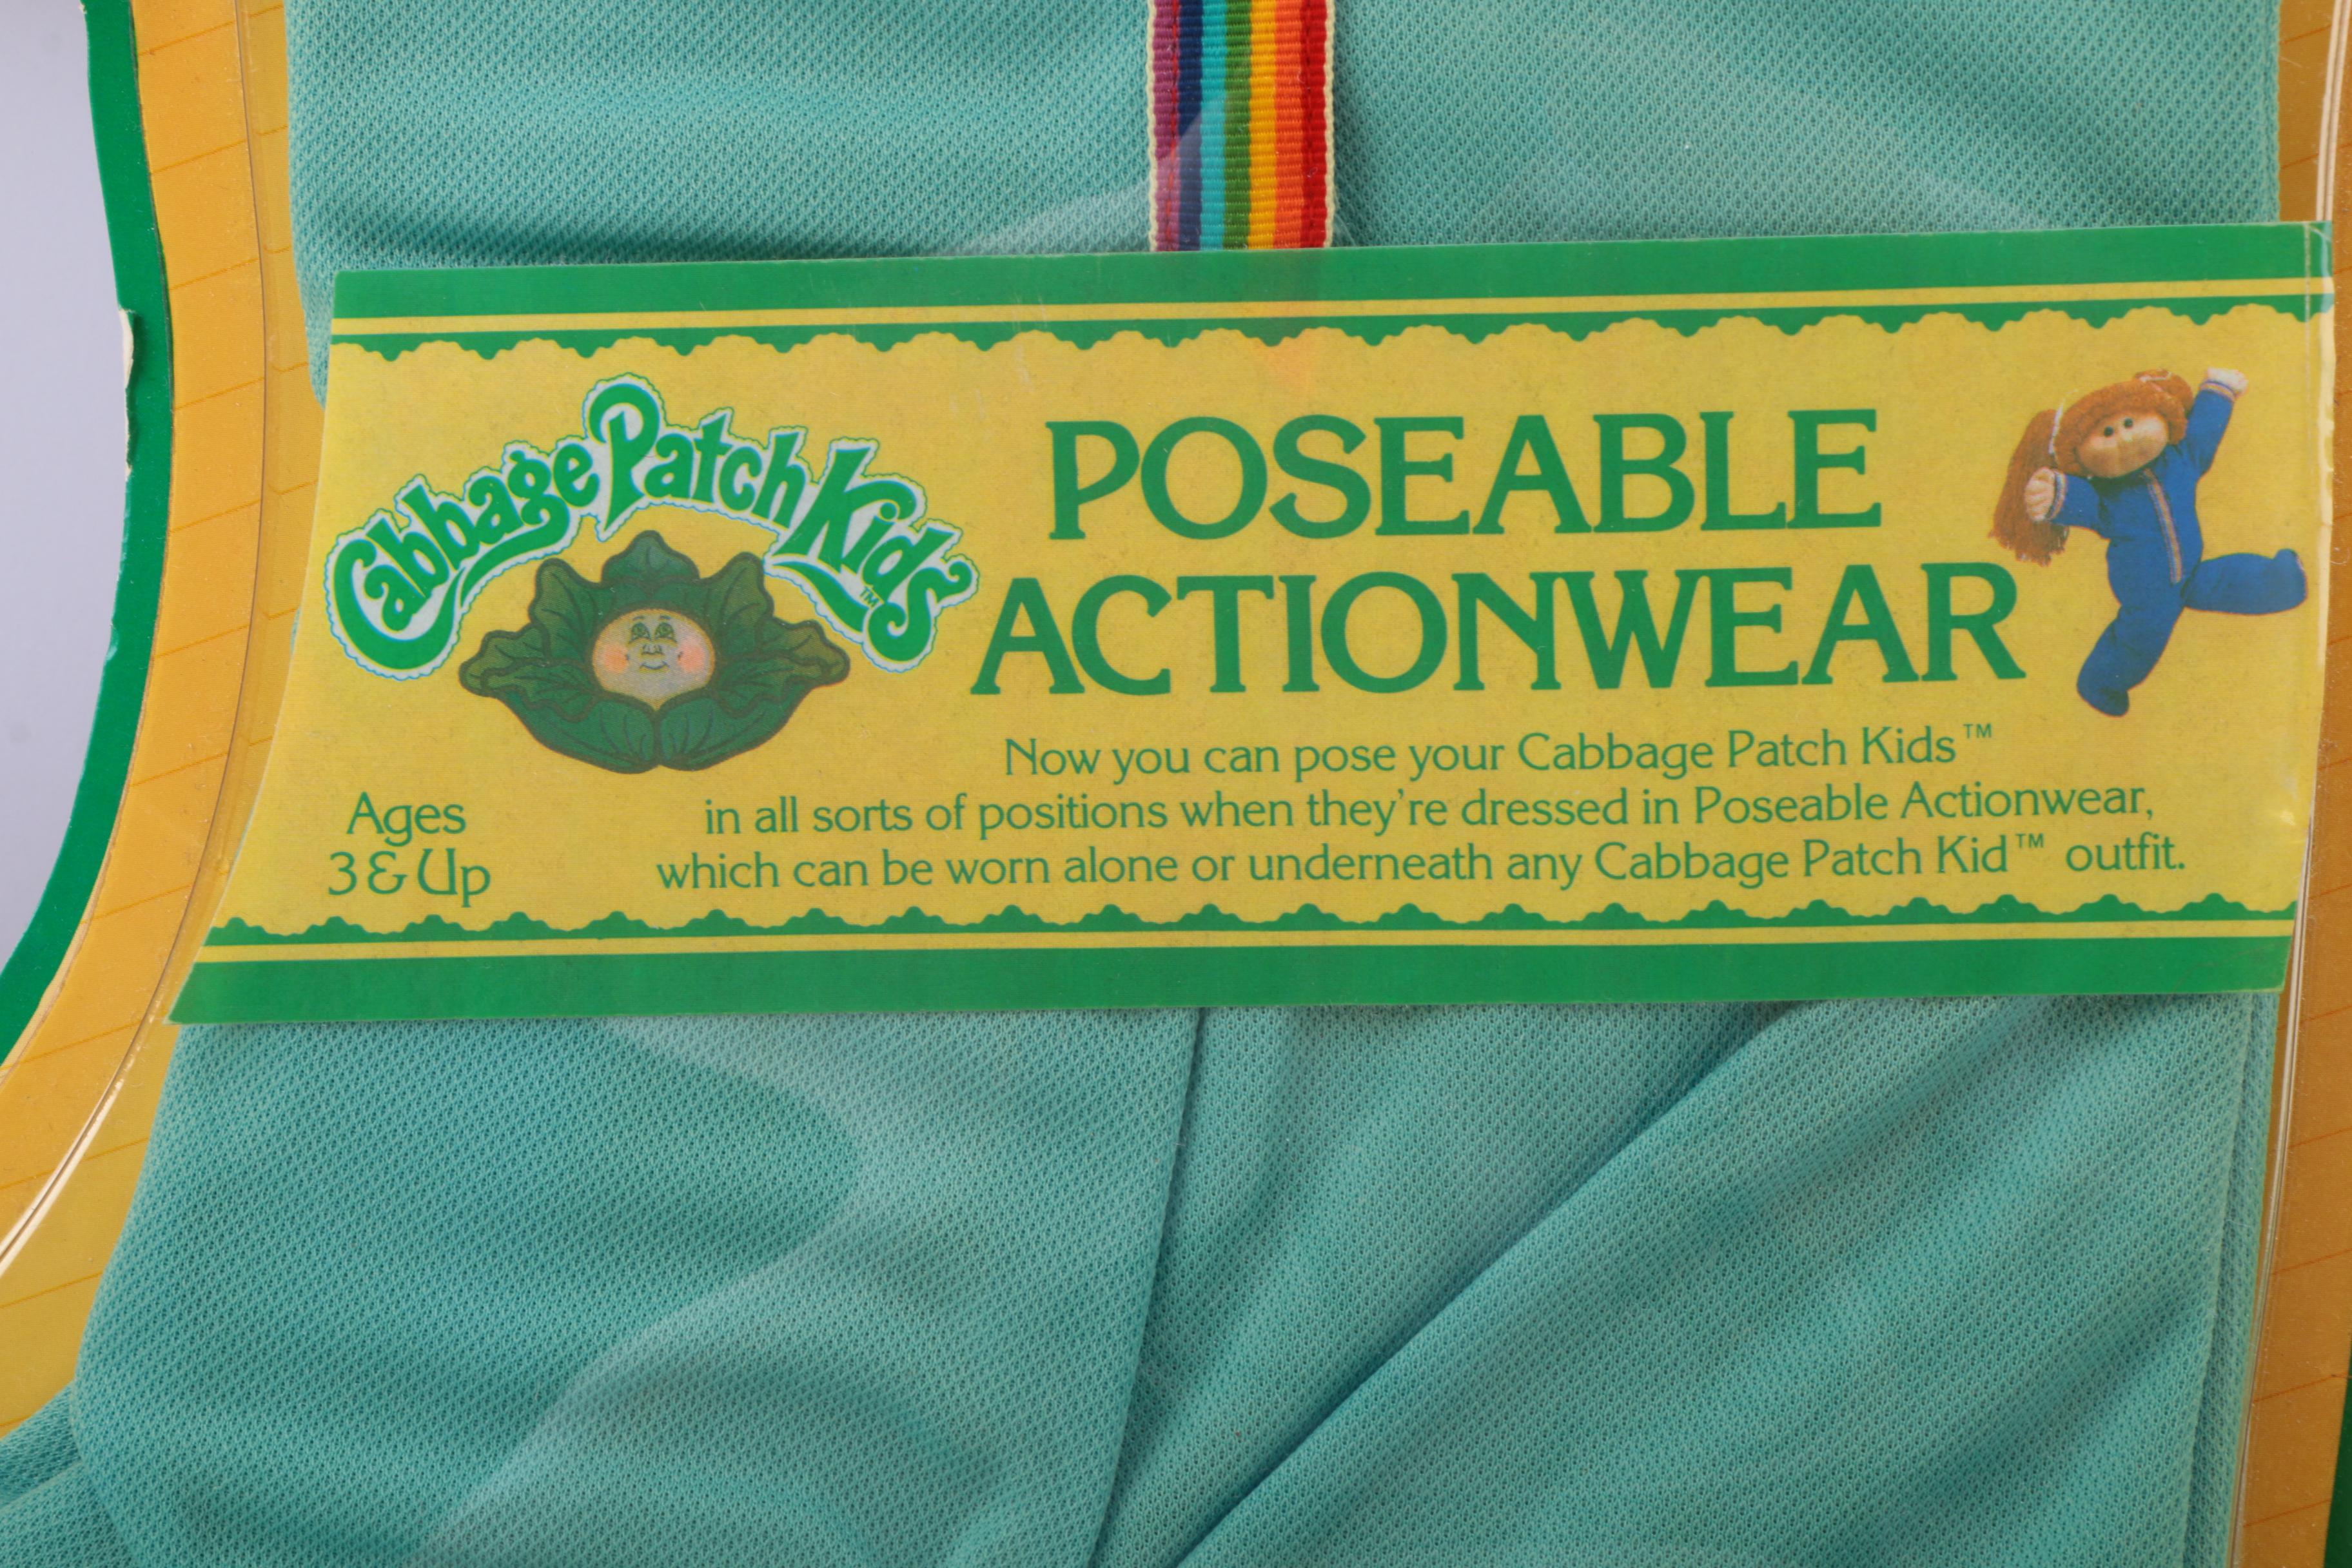 Cabbage Patch Kids™
POSEABLE
ACTIONWEAR
Now you can pose your Cabbage Patch Kids™
in all sorts of positions when they're dressed in Poseable Actionwear,
which can be worn alone or underneath any Cabbage Patch Kid™ outfit.
Ages
3 & Up